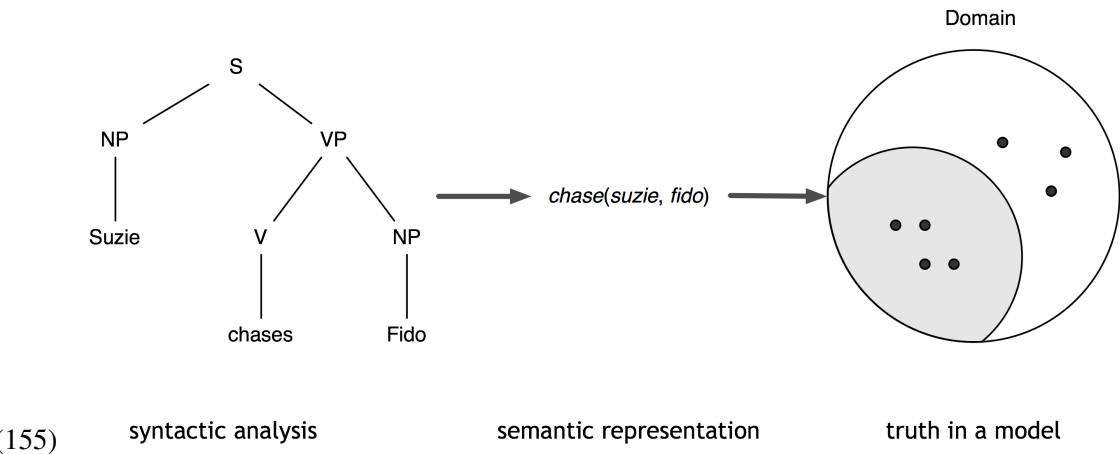 Domain
S
NP VP
chase(suzie, fido)
Suzie V NP
chases Fido
(155) syntactic analysis semantic representation truth in a model